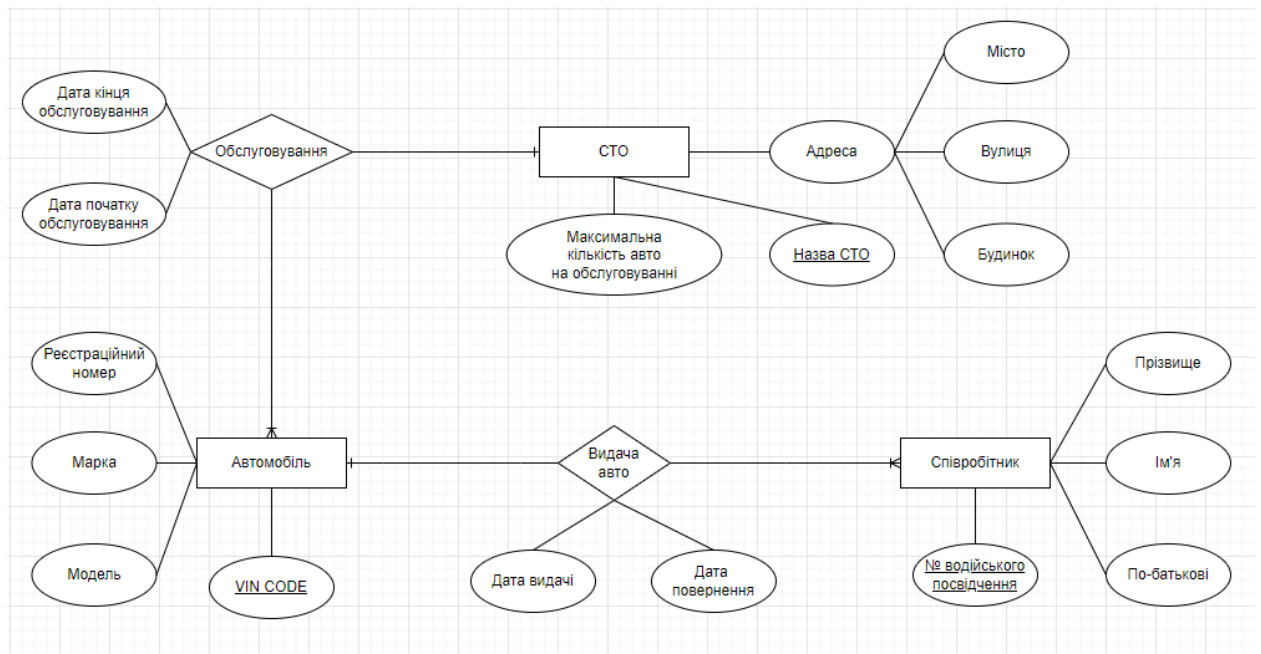 Місто
Дата кінця
обслуговування
Обслуговування
СТО
Адреса
Вулиця
Дата початку
обслуговування
Максимальна
кількість авто
на обслуговуванні
Назва СТО
Будинок
Реєстраційний
номер
Прізвище
Марка
Автомобіль
Видача
авто
Співробітник
Ім'я
Модель
VIN CODE
Дата видачі
Дата
повернення
№ водійського
посвідчення
По-батькові